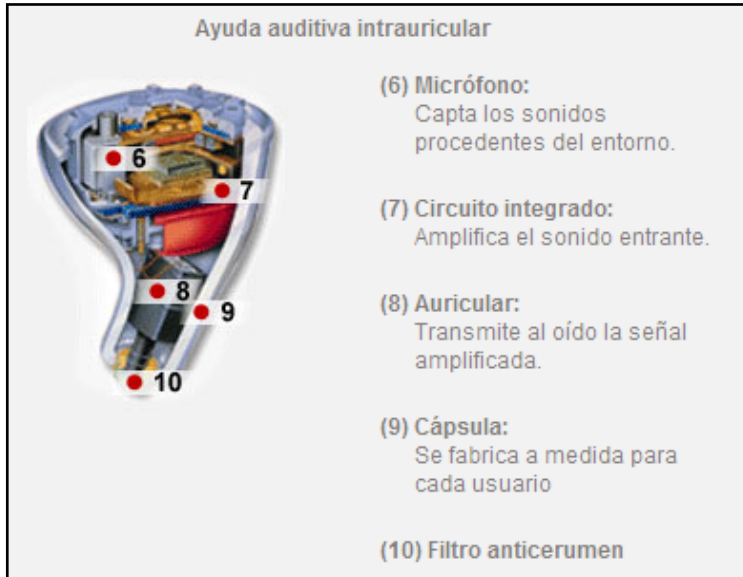 Ayuda auditiva intrauricular
(6) Micrófono:
Capta los sonidos
procedentes del entorno.
(7) Circuito integrado:
Amplifica el sonido entrante.
(8) Auricular:
Transmite al oído la señal
amplificada.
(9) Cápsula:
Se fabrica a medida para
cada usuario
(10) Filtro anticerumen
6
7
8
9
10